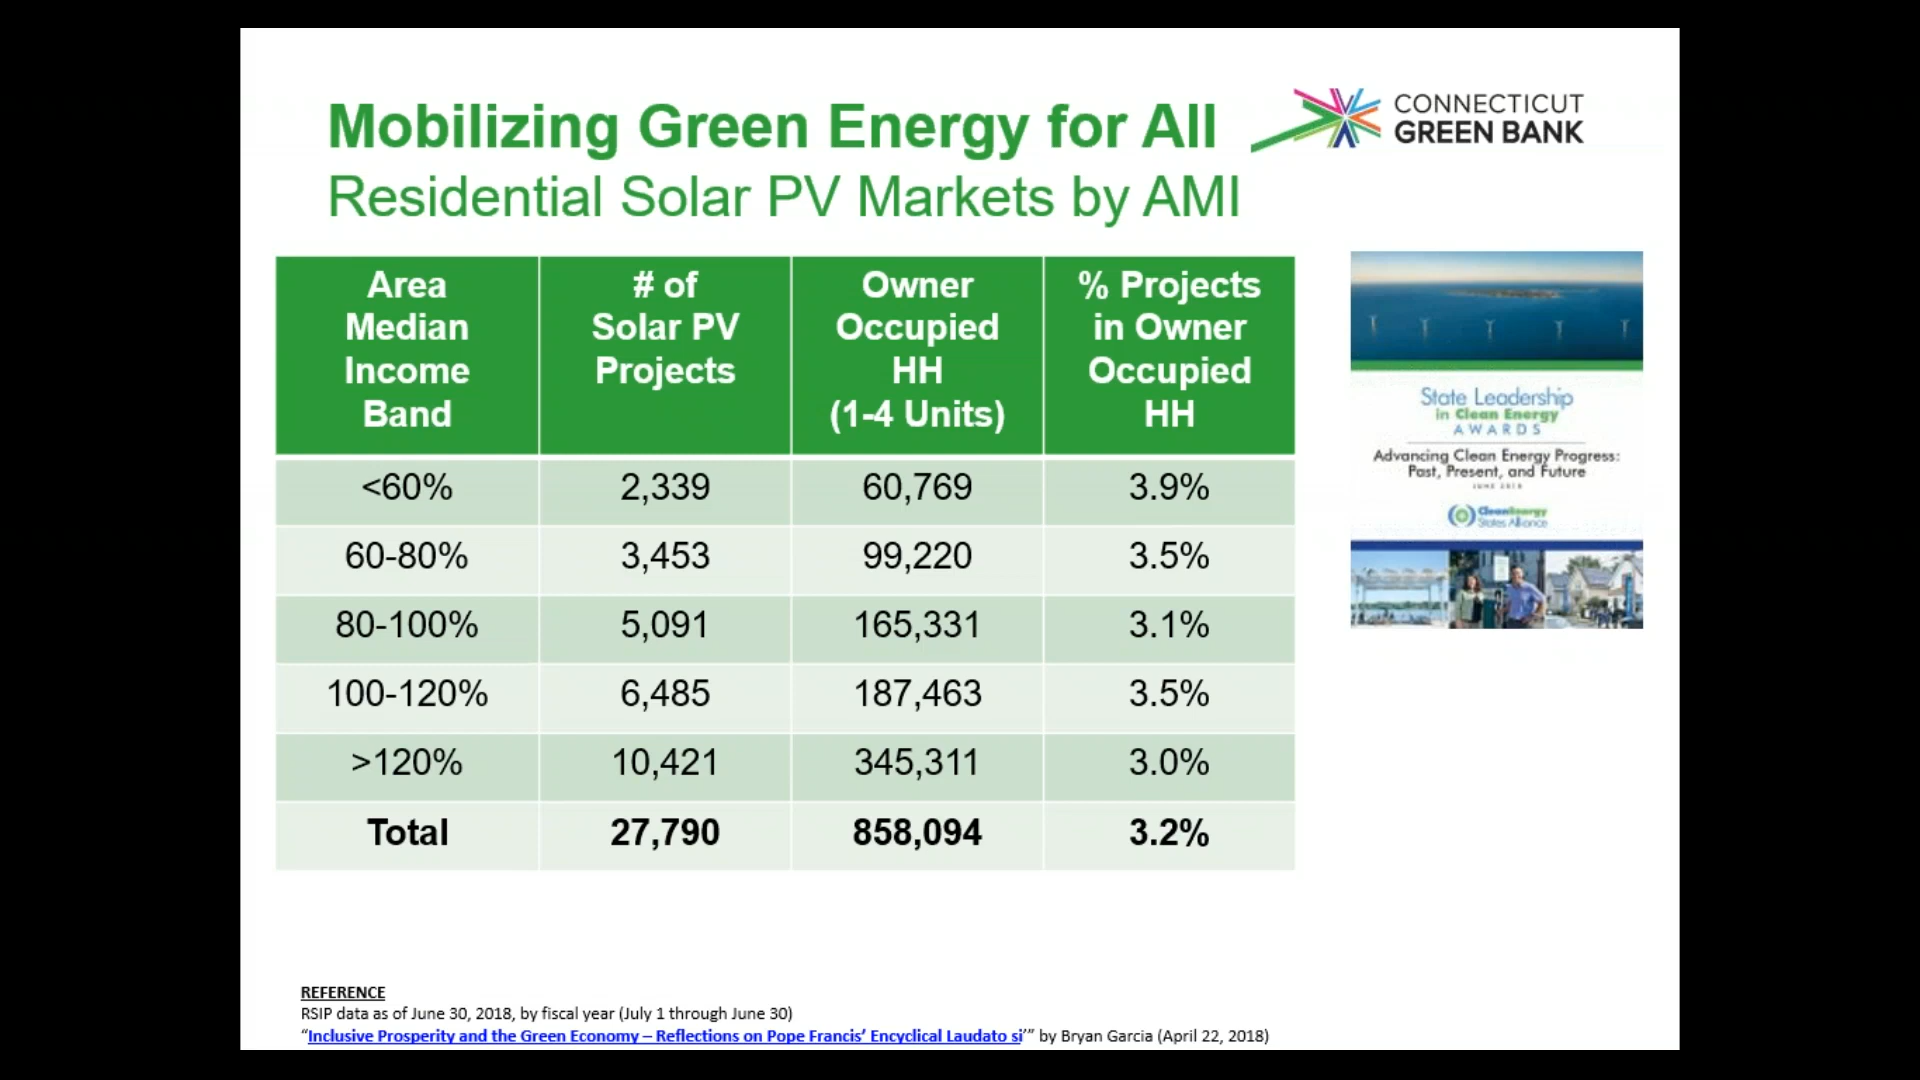 Mobilizing Green Energy for All
Residential Solar PV Markets by AMI
CONNECTICUT
GREEN BANK
Area
Median
Income
Band
# of
Solar PV
Projects
Owner
Occupied
HH
(1-4 Units)
% Projects
in Owner
Occupied
HH
<60% 2,339 60,769 3.9%
60-80% 3,453 99,220 3.5%
80-100% 5,091 165,331 3.1%
100-120% 6,485 187,463 3.5%
>120% 10,421 345,311 3.0%
Total 27,790 858,094 3.2%
State Leadership
in Clean Energy
AWARDS
Advancing Clean Energy Progress:
Past, Present, and Future
JUNE 2018
CleanEnergy
States Alliance
REFERENCE
RSIP data as of June 30, 2018, by fiscal year (July 1 through June 30)
“Inclusive Prosperity and the Green Economy – Reflections on Pope Francis’ Encyclical Laudato si’” by Bryan Garcia (April 22, 2018)